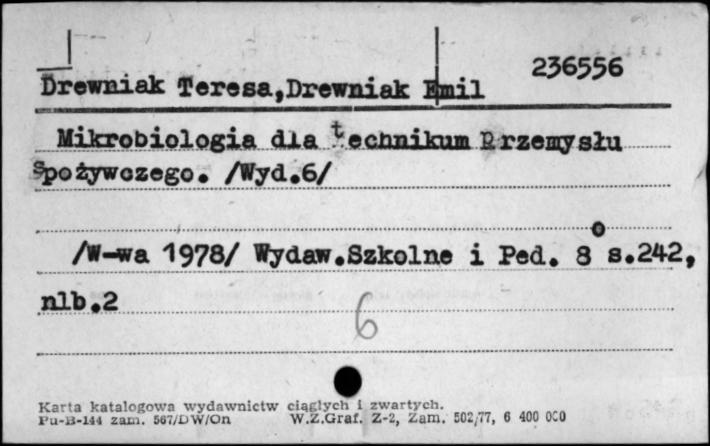 236556
Drewniak Teresa,Drewniak Emil
Mikrobiologia dla technikum przemysłu
spożywczego. /Wyd.6/
/W-wa 1978/ Wydaw.Szkolne i Ped. 8° s.242,
nlb.2
6
Karta katalogowa wydawnictw ciągłych i zwartych.
Pu-B-144 zam. 567/DW/On W.Z.Graf. Z-2, Zam. 502/77, 6 400 000